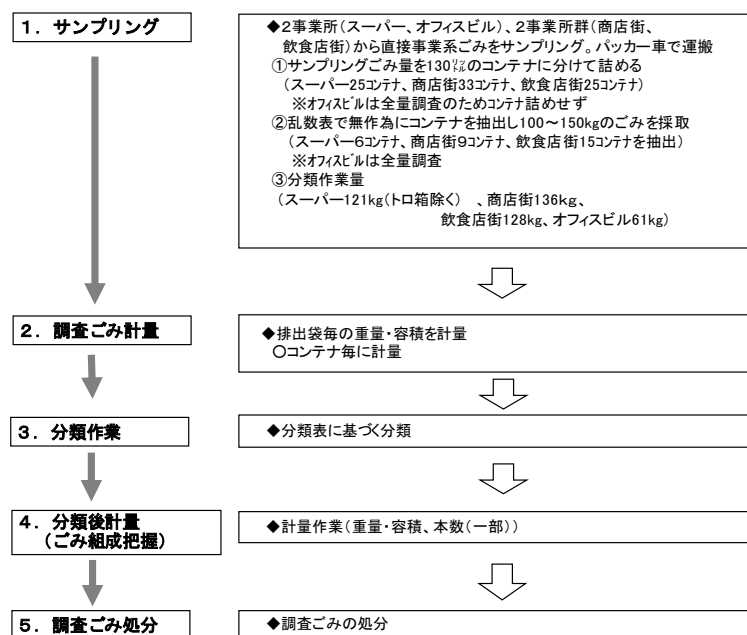 １．サンプリング
◆２事業所（スーパー、オフィスビル）、２事業所群（商店街、
飲食店街）から直接事業系ごみをサンプリング。パッカー車で運搬
①サンプリングごみ量を130㍑のコンテナに分けて詰める
（スーパー25コンテナ、商店街33コンテナ、飲食店街25コンテナ）
※オフィスビルは全量調査のためコンテナ詰めせず
②乱数表で無作為にコンテナを抽出し100～150kgのごみを採取
（スーパー6コンテナ、商店街9コンテナ、飲食店街15コンテナを抽出）
※オフィスビルは全量調査
③分類作業量
（スーパー121kg（トロ箱除く） 、商店街136kg、
飲食店街128kg、オフィスビル61kg）
２．調査ごみ計量
◆排出袋毎の重量・容積を計量
〇コンテナ毎に計量
３．分類作業
◆分類表に基づく分類
４．分類後計量
（ごみ組成把握）
◆計量作業（重量・容積、本数（一部））
５．調査ごみ処分
◆調査ごみの処分